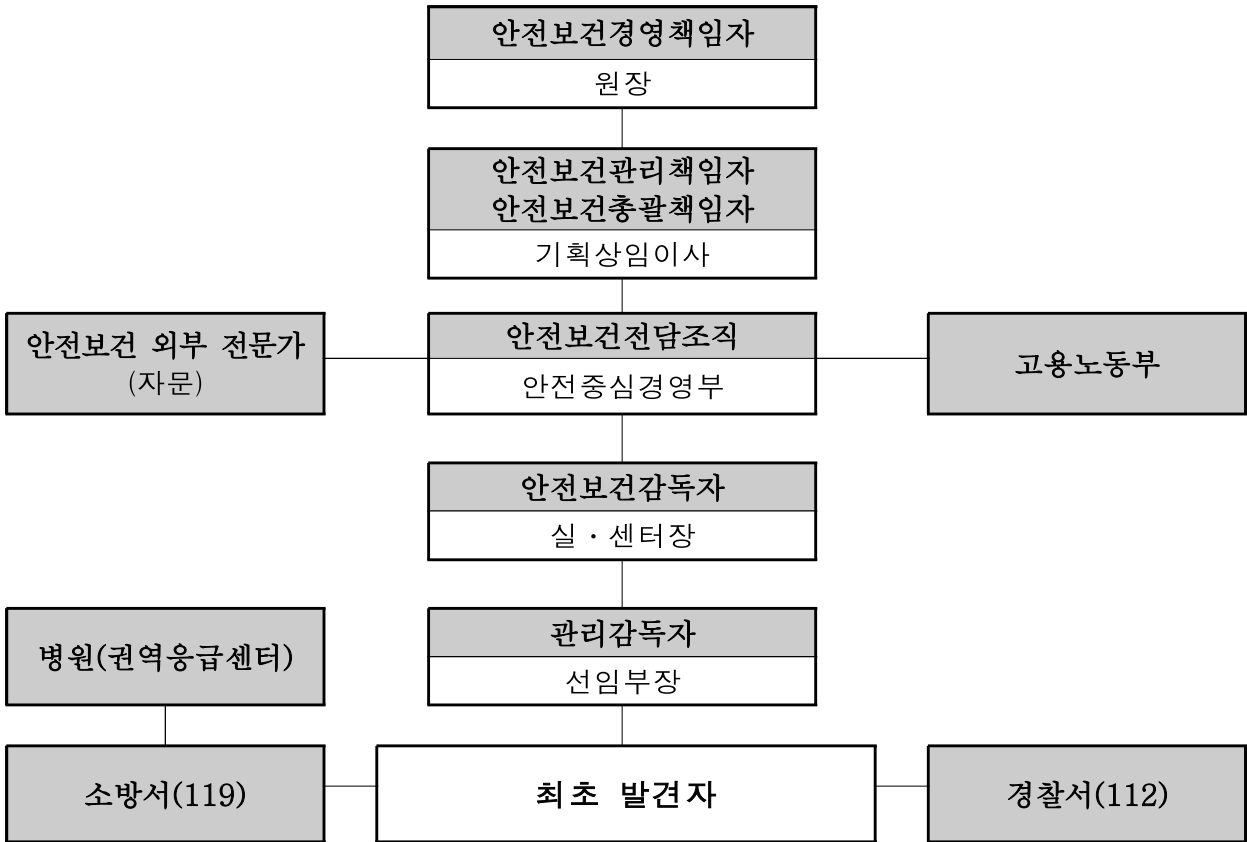 안전보건경영책임자
원장
안전보건관리책임자
안전보건총괄책임자
기획상임이사
안전보건 외부 전문가
(자문)
안전보건전담조직
안전중심경영부
고용노동부
안전보건감독자
실·센터장
병원(권역응급센터)
관리감독자
선임부장
소방서(119)
최초 발견자
경찰서(112)